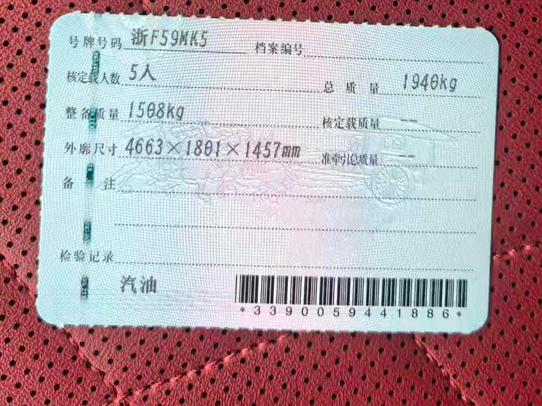 号牌号码 浙F59MK5 档案编号
核定载人数 5人 总质量 1940kg
整备质量 1508kg 核定载质量 --
外廓尺寸 4663×1801×1457mm 准牵引总质量 --
备注
检验记录
汽油
*3390059441886*